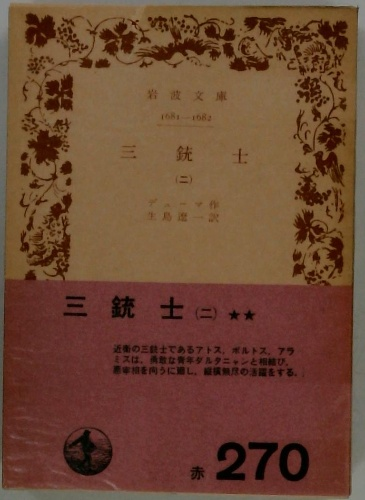 岩波文庫
1681—1682
三銃士
(二)
デューマ作
生島遼一訳
三銃士(二)★★
近衛の三銃士であるアトス、ポルトス、アラ
ミスは、勇敢な青年ダルタニャンと相結び、
悪宰相を向うに廻し、縦横無尽の活躍をする。
赤 270